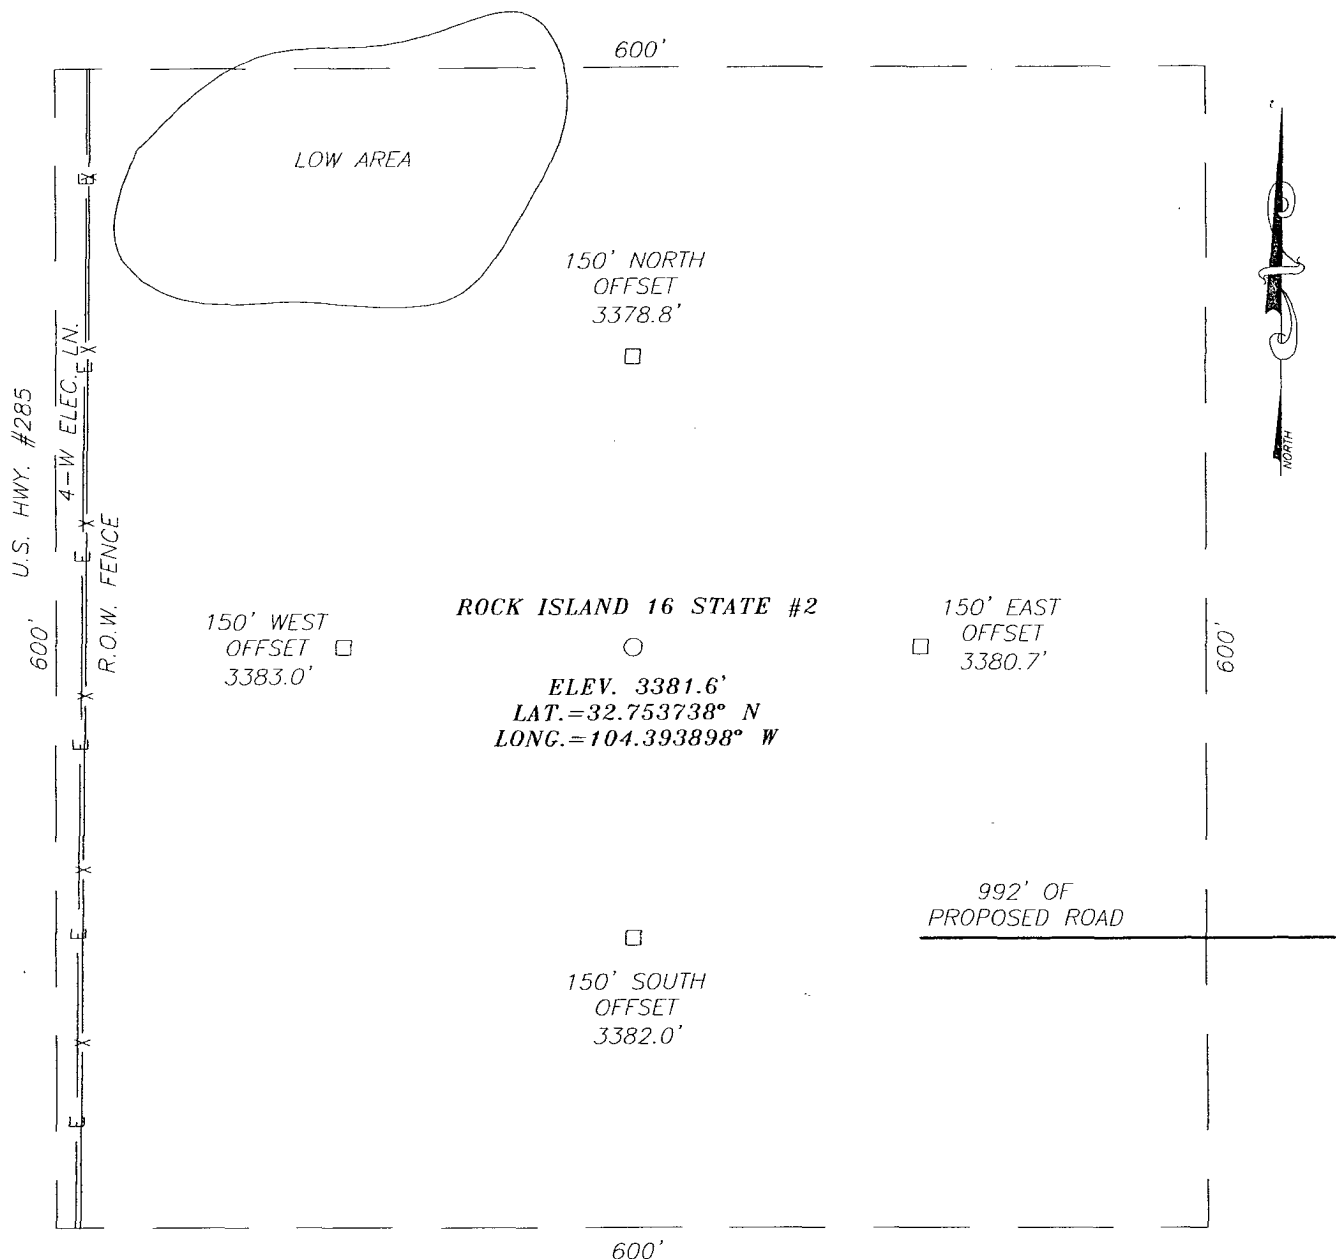 600'
LOW AREA
150' NORTH
OFFSET
3378.8'
NORTH
U.S. HWY. #285
4-W ELEC. LN.
R.O.W. FENCE
E
X
E
X
E
X
E
X
E
X
E
X
E
600'
150' WEST
OFFSET
3383.0'
ROCK ISLAND 16 STATE #2
ELEV. 3381.6'
LAT.=32.753738° N
LONG.=104.393898° W
150' EAST
OFFSET
3380.7'
600'
992' OF
PROPOSED ROAD
150' SOUTH
OFFSET
3382.0'
600'